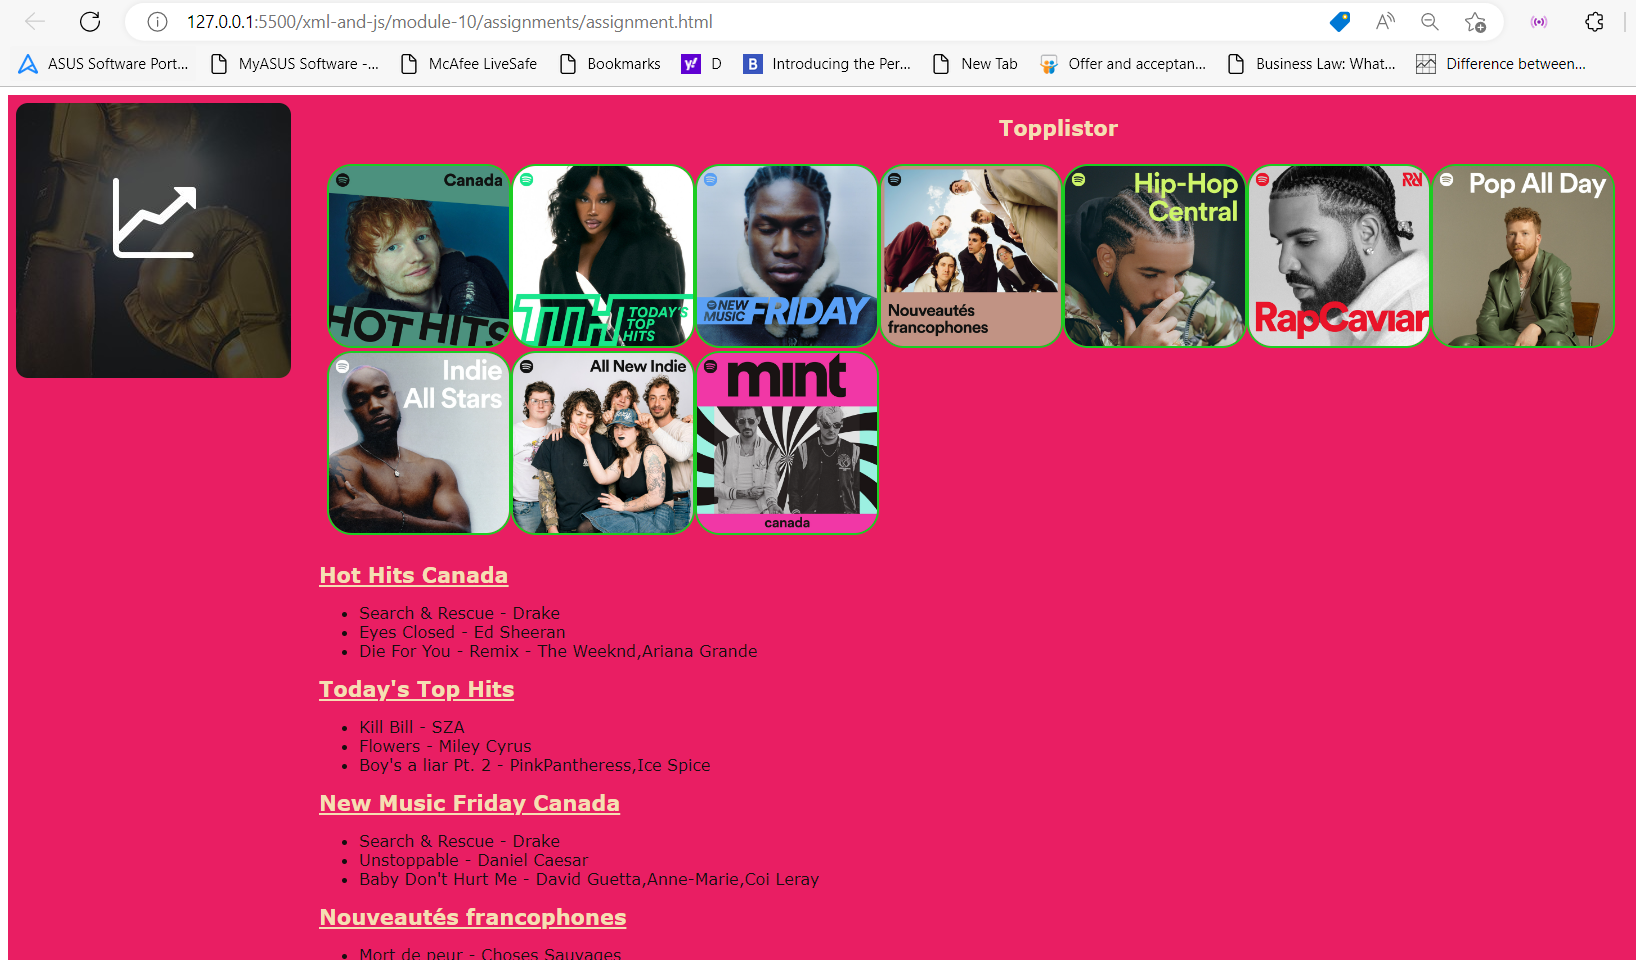 127.0.0.1:5500/xml-and-js/module-10/assignments/assignment.html
ASUS Software Port...
MyASUS Software -...
McAfee LiveSafe
Bookmarks
D
Introducing the Per...
New Tab
Offer and acceptan...
Business Law: What...
Difference between...
Topplistor
Canada
HOT HITS
TTH TODAY'S
TOP
HITS
NEW
MUSIC FRIDAY
Nouveautés
francophones
Hip-Hop
Central
RapCaviar
Pop All Day
Indie
All Stars
All New Indie
mint
canada
Hot Hits Canada
• Search & Rescue - Drake
• Eyes Closed - Ed Sheeran
• Die For You - Remix - The Weeknd,Ariana Grande
Today's Top Hits
• Kill Bill - SZA
• Flowers - Miley Cyrus
• Boy's a liar Pt. 2 - PinkPantheress,Ice Spice
New Music Friday Canada
• Search & Rescue - Drake
• Unstoppable - Daniel Caesar
• Baby Don't Hurt Me - David Guetta,Anne-Marie,Coi Leray
Nouveautés francophones
• Mort de peur - Choses Sauvages